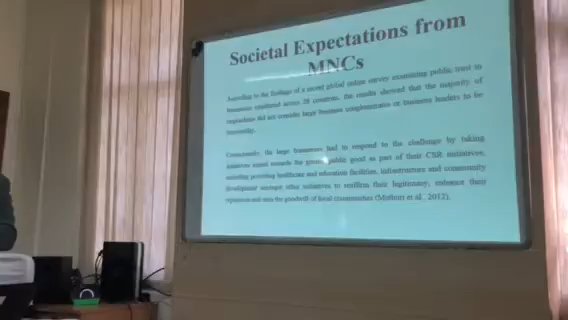 Societal Expectations from
MNCs
According to the findings of a recent global online survey examining public trust in
businesses conducted across 28 countries, the results showed that the majority of
respondents did not consider large business conglomerates or business leaders to be
trustworthy.
Consequently, the large businesses had to respond to the challenge by taking
initiatives aimed towards the greater public good as part of their CSR initiatives,
including providing healthcare and education facilities, infrastructure and community
development amongst other initiatives to reaffirm their legitimacy, enhance their
reputation and earn the goodwill of local communities et al., 2012).